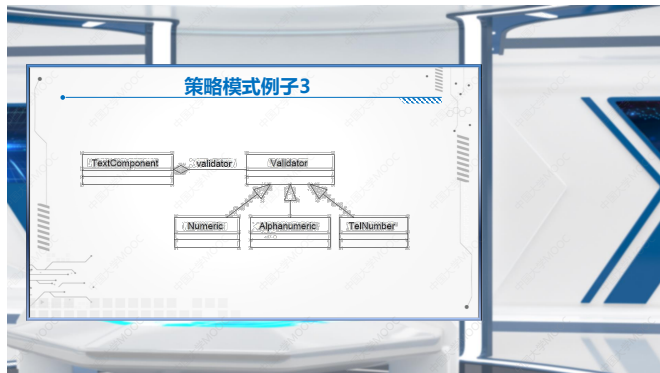 策略模式例子3
TextComponent validator Validator
Numeric Alphanumeric TelNumber